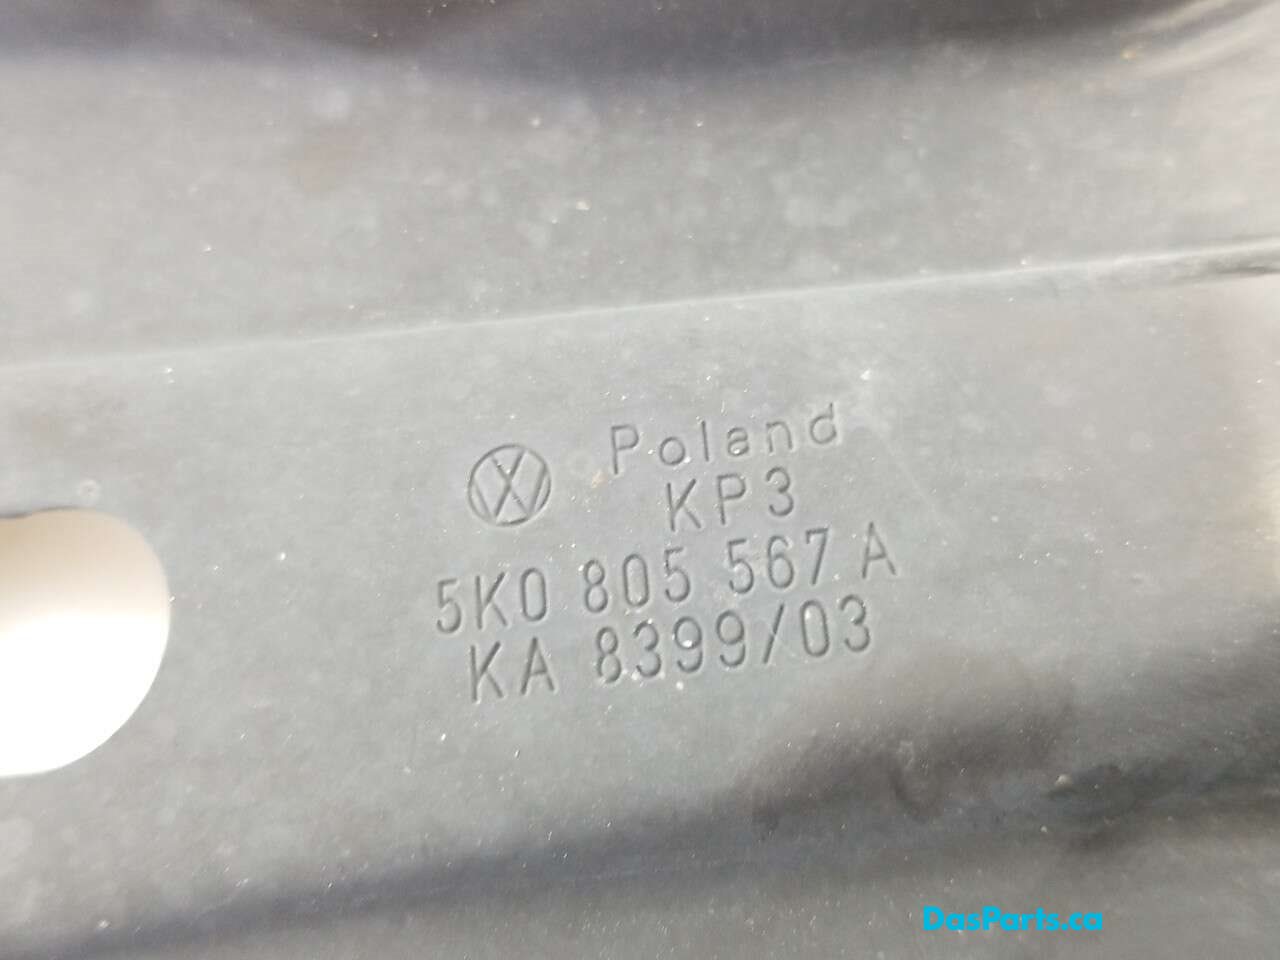 Poland
KP3
5K0 805 567 A
KA 8399/03
DasParts.ca